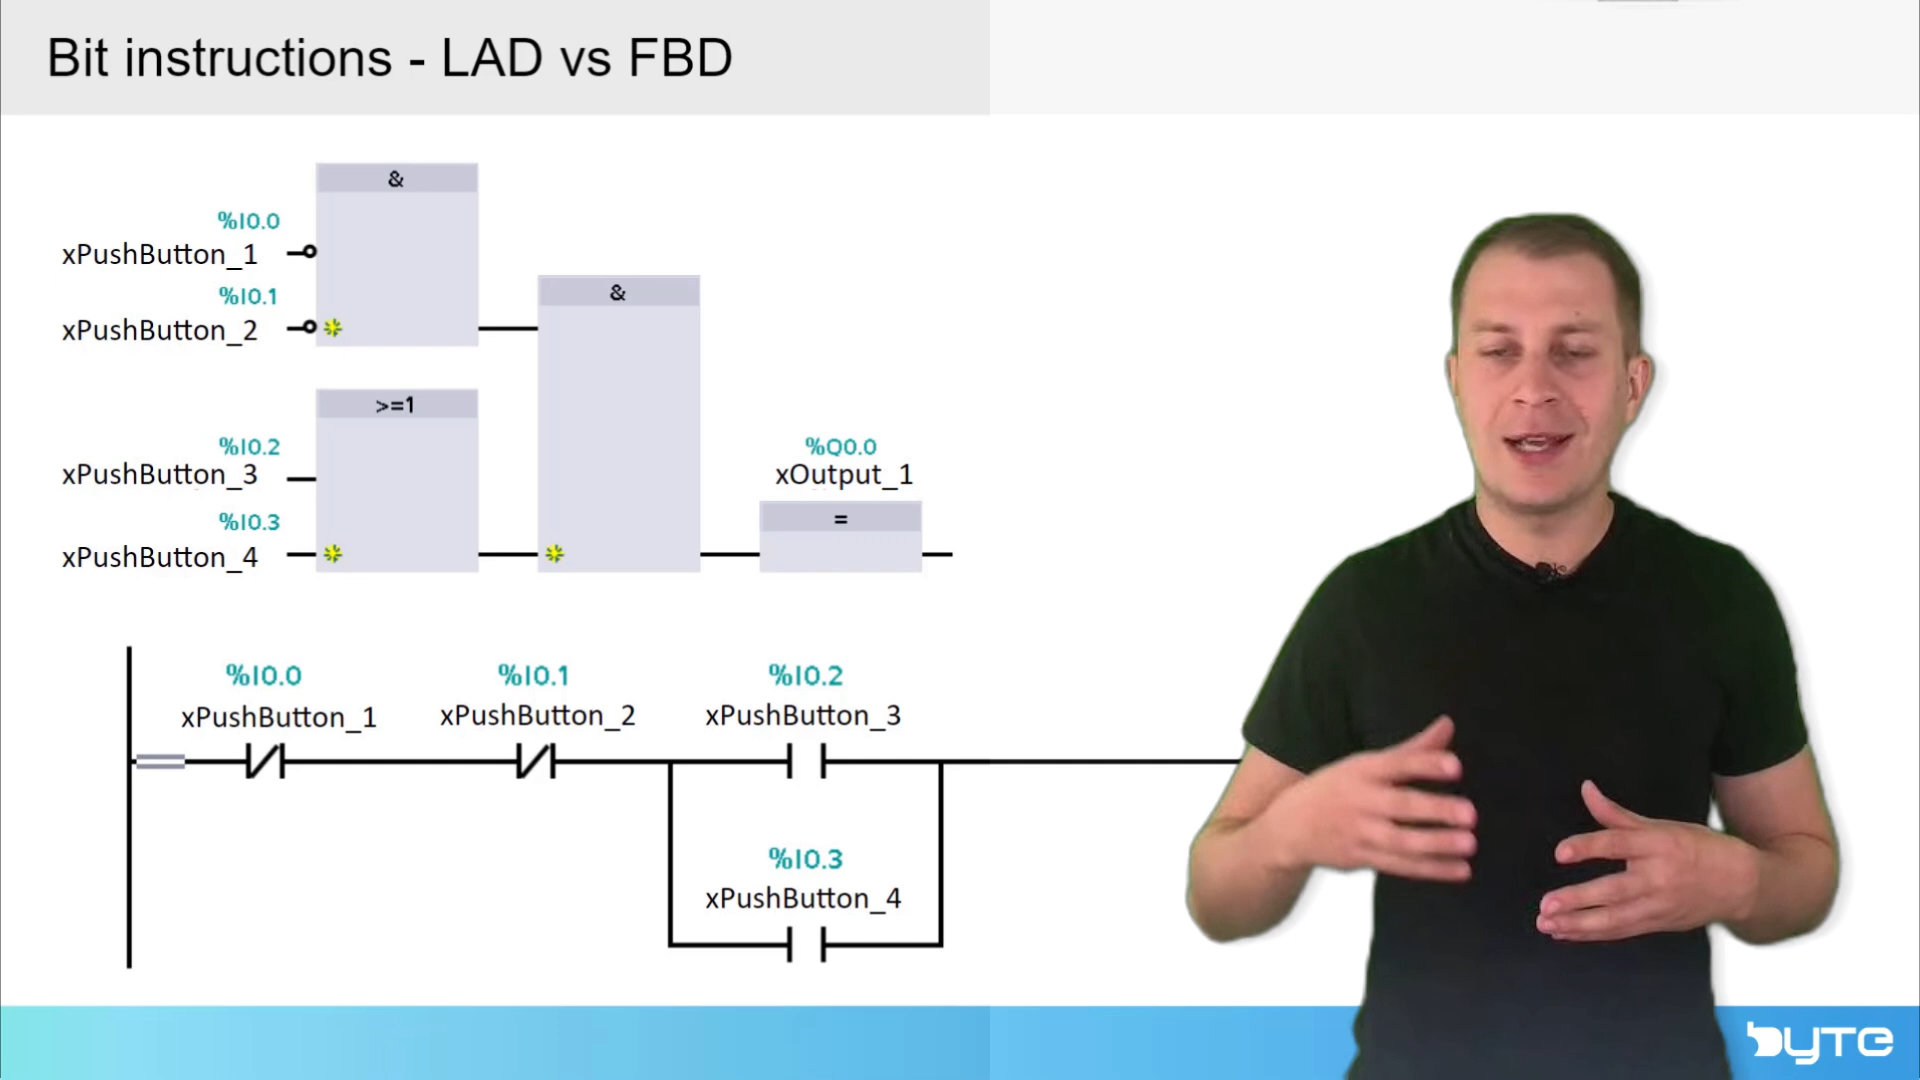 Bit instructions - LAD vs FBD
&
%I0.0
xPushButton_1
%I0.1
xPushButton_2
&
>=1
%I0.2
xPushButton_3
%I0.3
xPushButton_4
%Q0.0
xOutput_1
=
%I0.0
xPushButton_1
%I0.1
xPushButton_2
%I0.2
xPushButton_3
%I0.3
xPushButton_4
byte